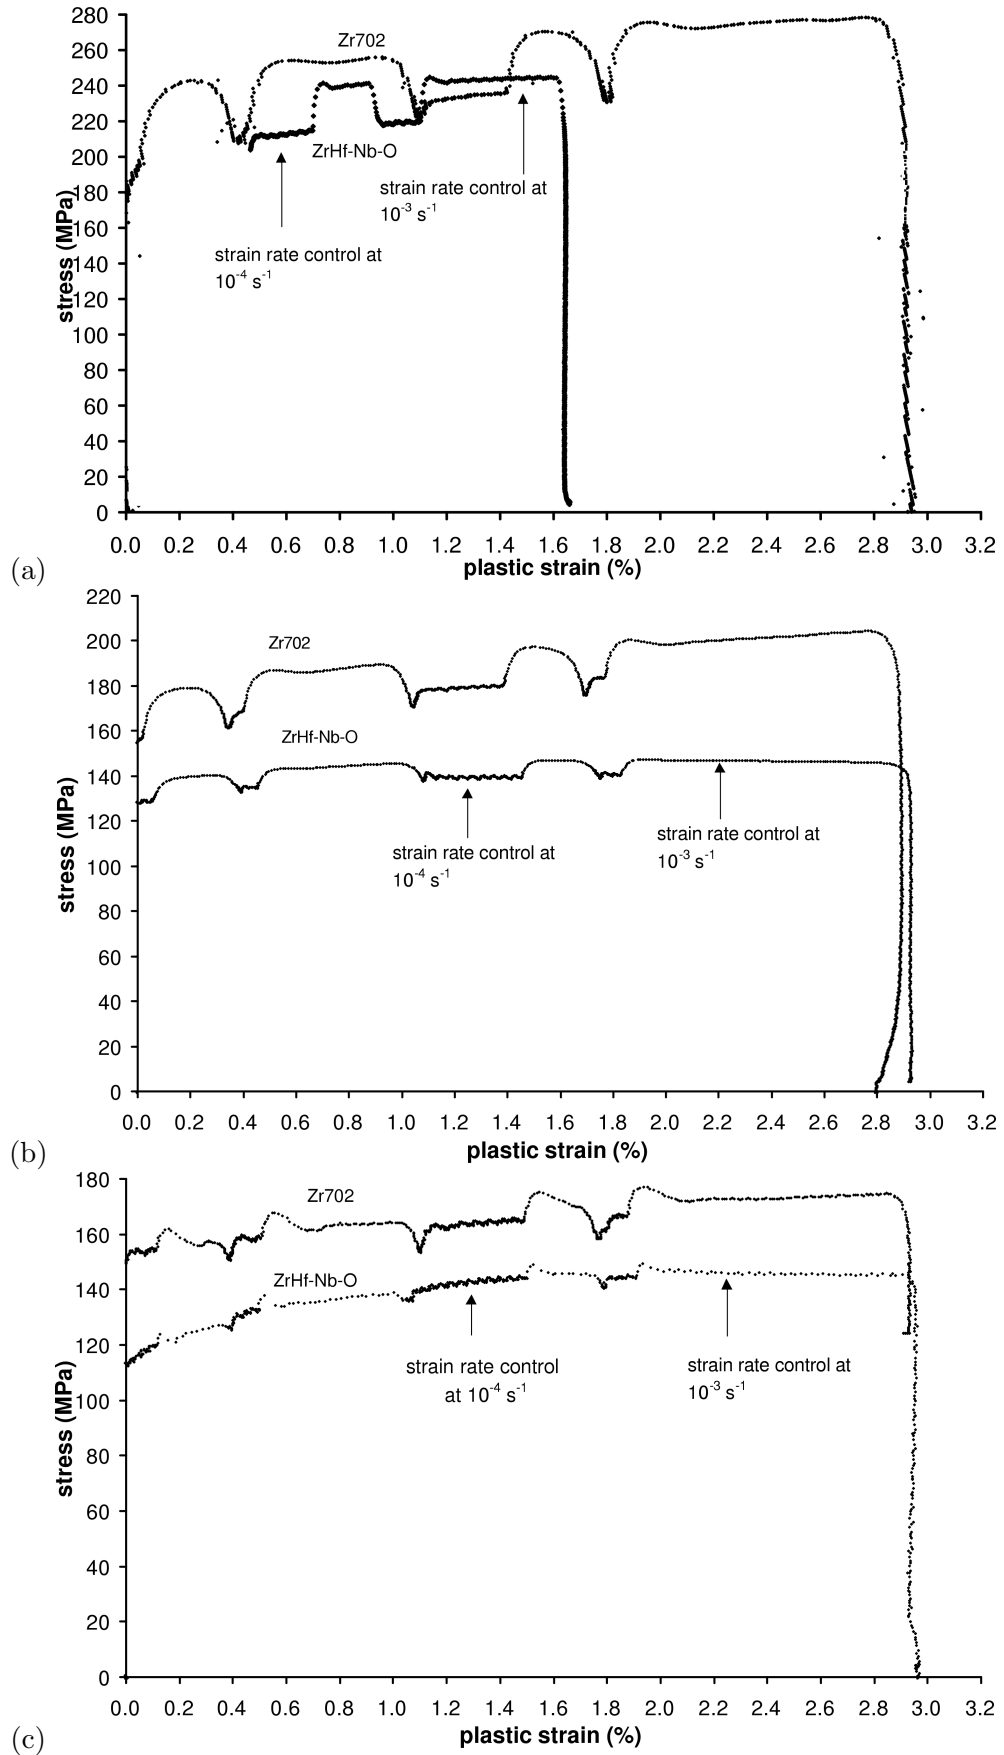 280
260
240
220
200
180
160
140
120
100
80
60
40
20
0
stress (MPa)
Zr702
ZrHf-Nb-O
strain rate control at
10-3 s-1
strain rate control at
10-4 s-1
0.0 0.2 0.4 0.6 0.8 1.0 1.2 1.4 1.6 1.8 2.0 2.2 2.4 2.6 2.8 3.0 3.2
plastic strain (%)
(a)
220
200
180
160
140
120
100
80
60
40
20
0
stress (MPa)
Zr702
ZrHf-Nb-O
strain rate control at
10-3 s-1
strain rate control at
10-4 s-1
0.0 0.2 0.4 0.6 0.8 1.0 1.2 1.4 1.6 1.8 2.0 2.2 2.4 2.6 2.8 3.0 3.2
plastic strain (%)
(b)
180
160
140
120
100
80
60
40
20
0
stress (MPa)
Zr702
ZrHf-Nb-O
strain rate control
at 10-4 s-1
strain rate control at
10-3 s-1
0.0 0.2 0.4 0.6 0.8 1.0 1.2 1.4 1.6 1.8 2.0 2.2 2.4 2.6 2.8 3.0 3.2
plastic strain (%)
(c)